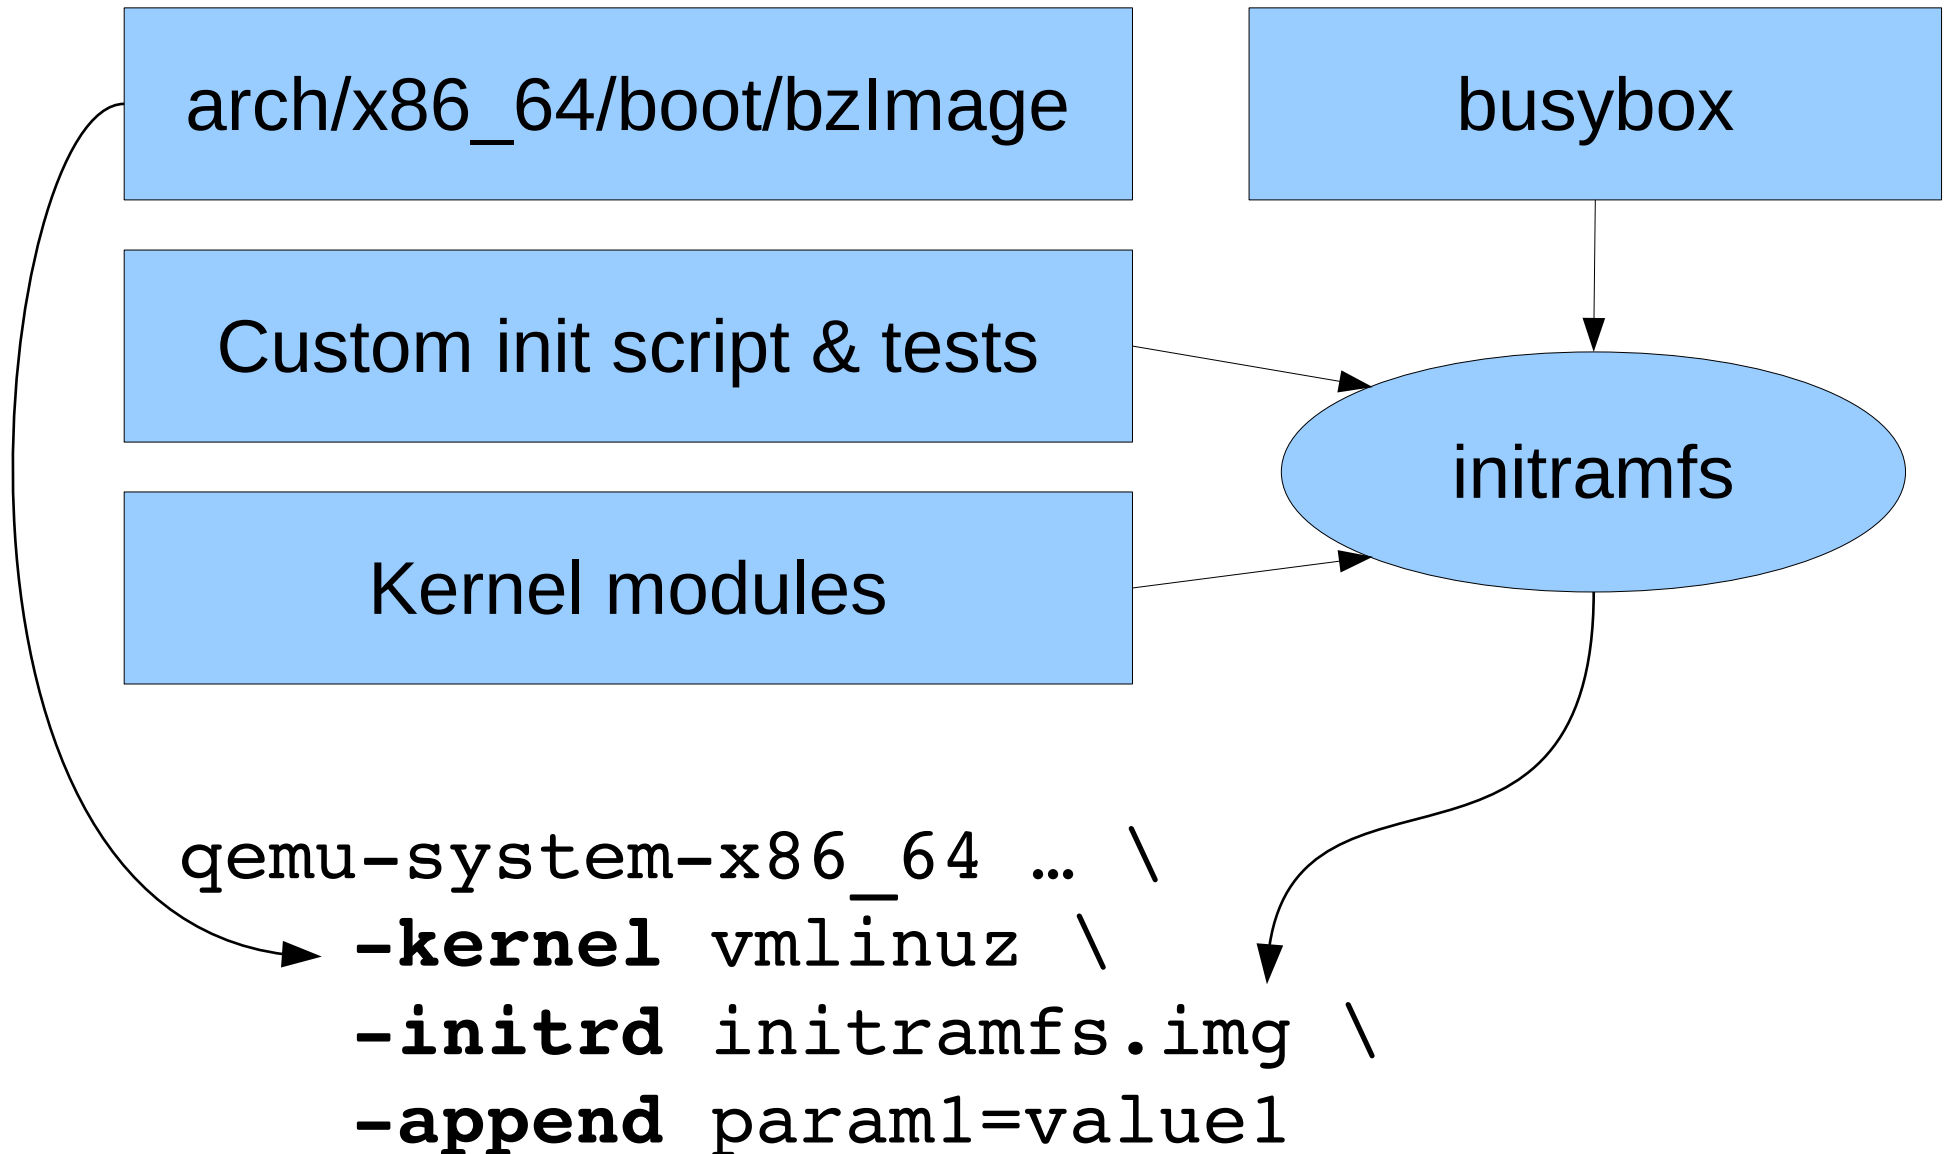 arch/x86_64/boot/bzImage
busybox
Custom init script & tests
initramfs
Kernel modules
qemu-system-x86_64 … \
-kernel vmlinuz \
-initrd initramfs.img \
-append param1=value1